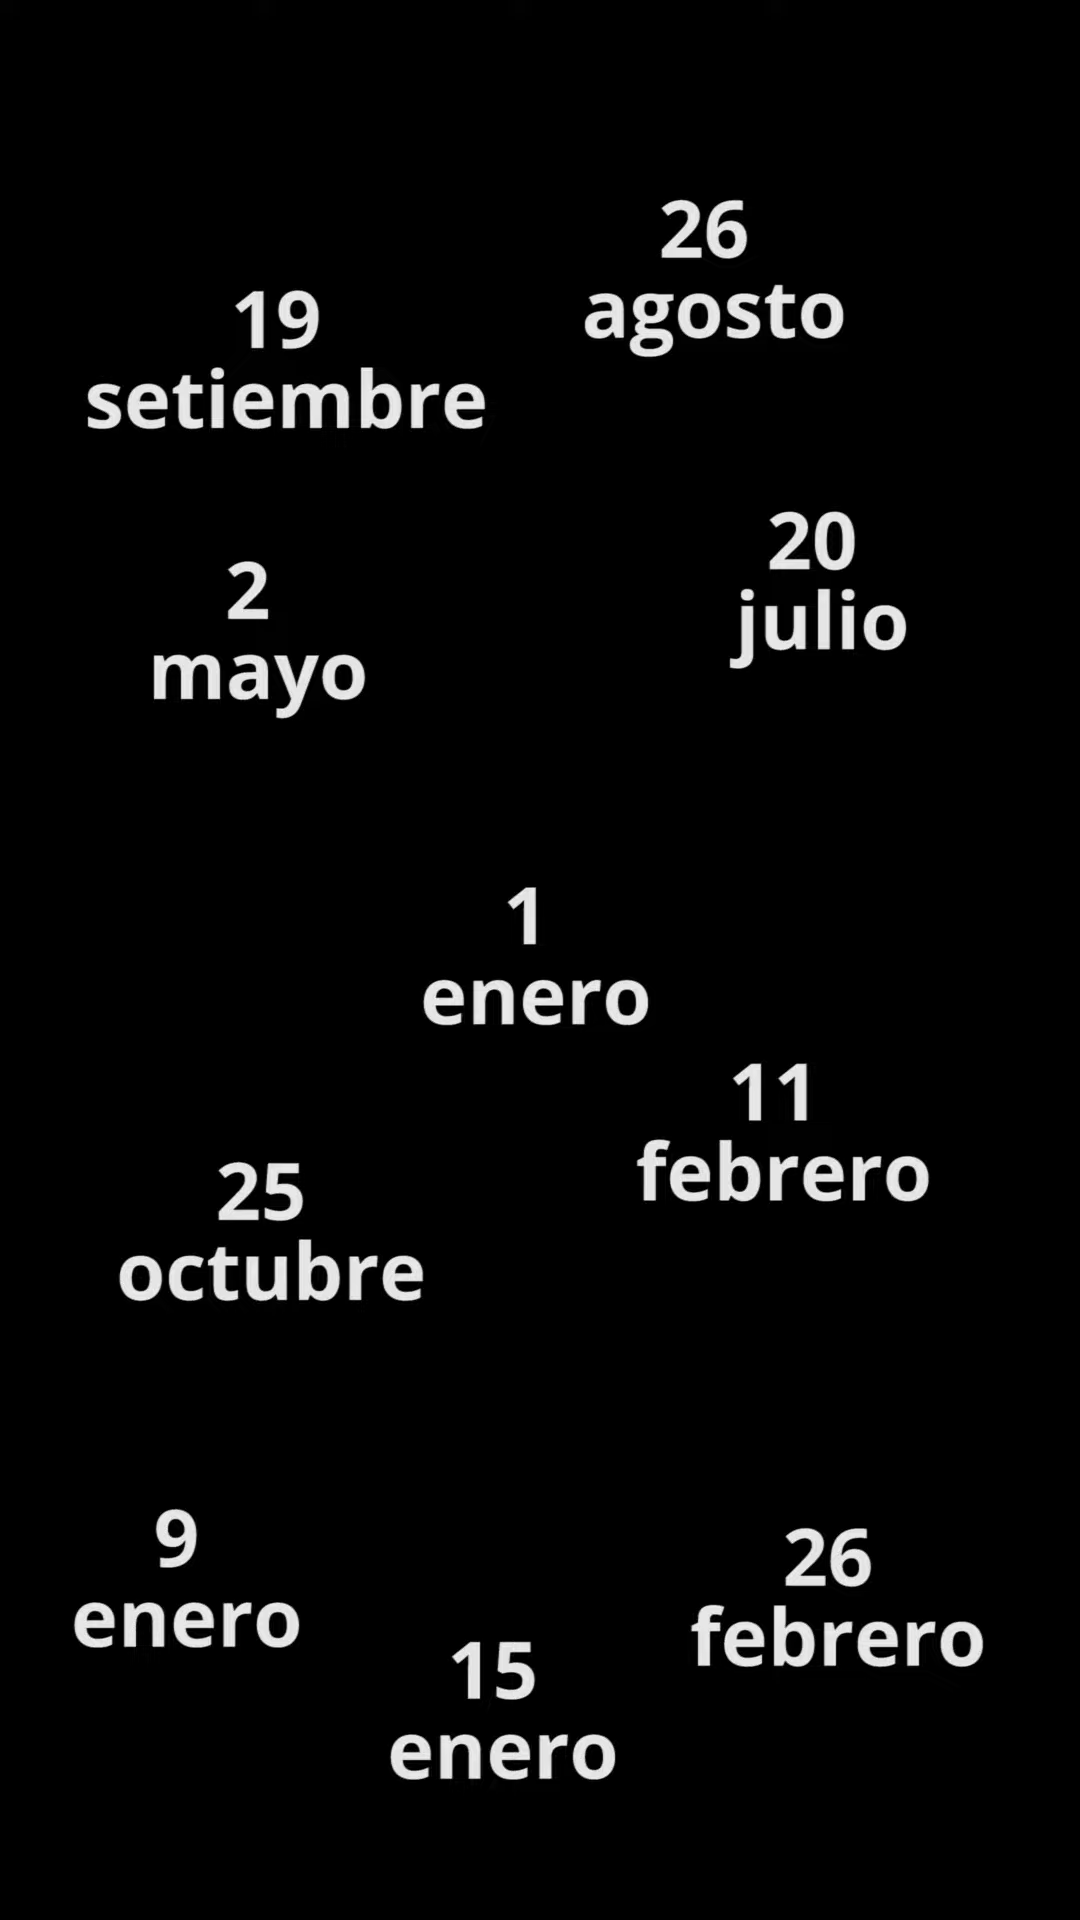 26
agosto
19
setiembre
20
julio
2
mayo
1
enero
11
febrero
25
octubre
9
enero
26
febrero
15
enero